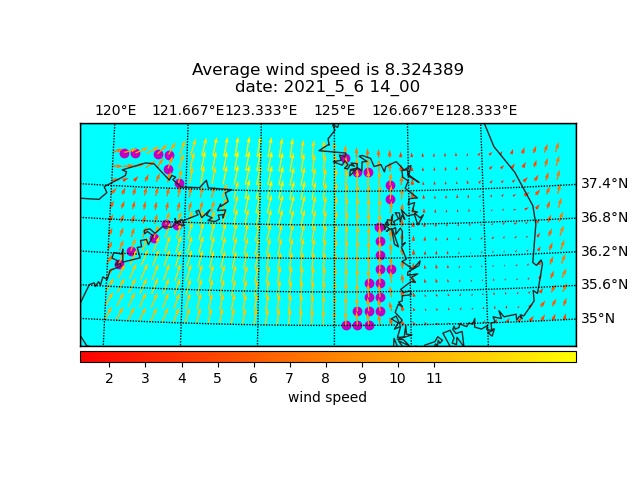 Average wind speed is 8.324389
date: 2021_5_6 14_00
120°E 121.667°E 123.333°E 125°E 126.667°E 128.333°E
37.4°N
36.8°N
36.2°N
35.6°N
35°N
2 3 4 5 6 7 8 9 10 11
wind speed